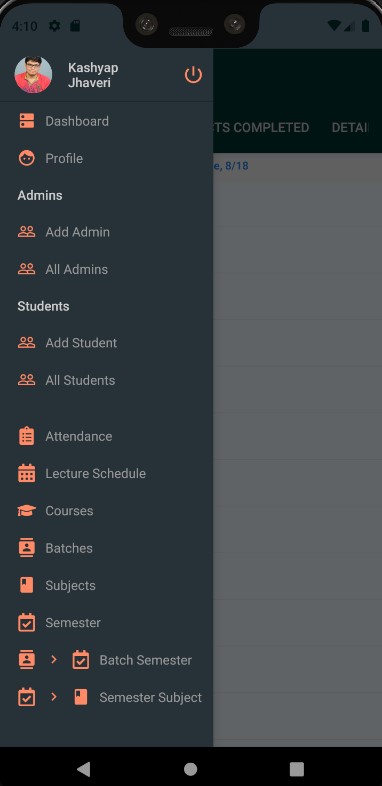 4:10
Kashyap
Jhaveri
Dashboard
TS COMPLETED DETAI
Profile
e, 8/18
Admins
Add Admin
All Admins
Students
Add Student
All Students
Attendance
Lecture Schedule
Courses
Batches
Subjects
Semester
Batch Semester
Semester Subject